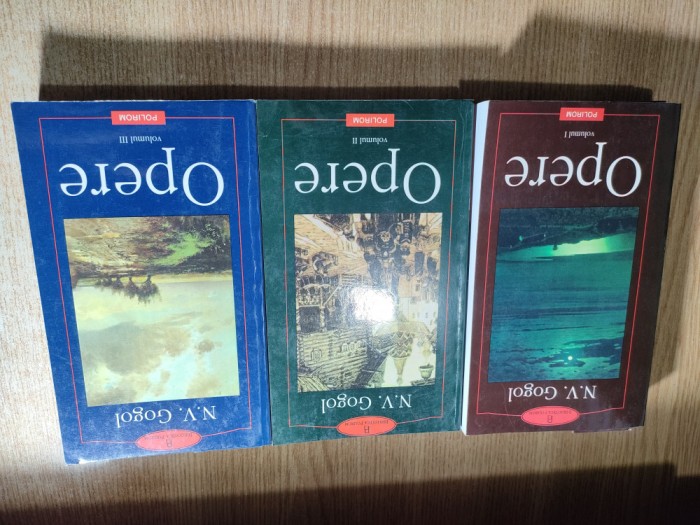 N.V. Gogol
Opere
volumul I
POLIROM
N.V. Gogol
Opere
volumul II
POLIROM
N.V. Gogol
Opere
volumul III
POLIROM